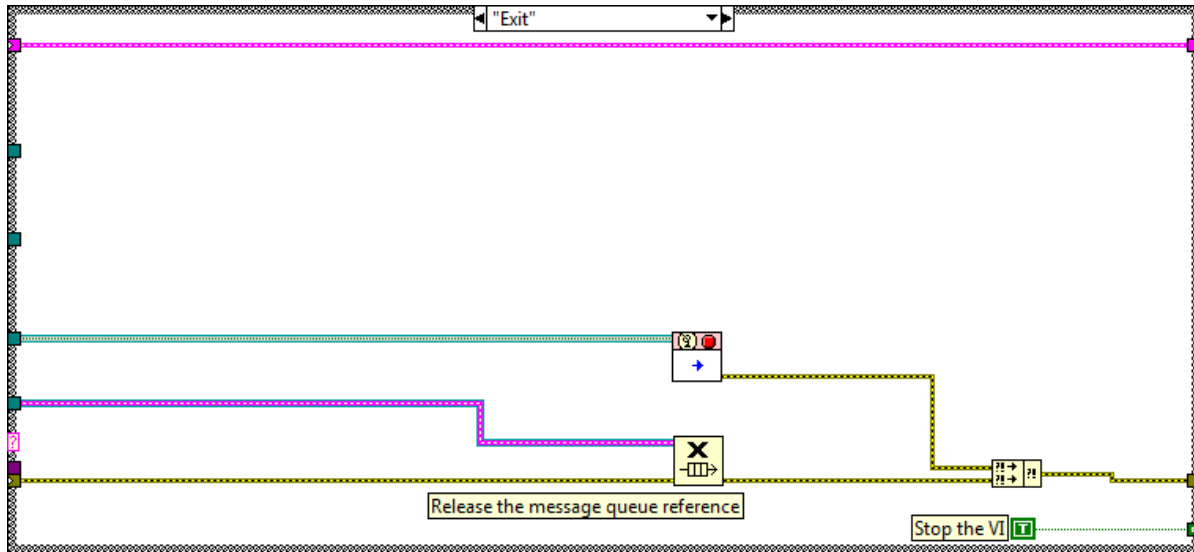 "Exit"
?
X
?! ?!
?!
Release the message queue reference
Stop the VI T